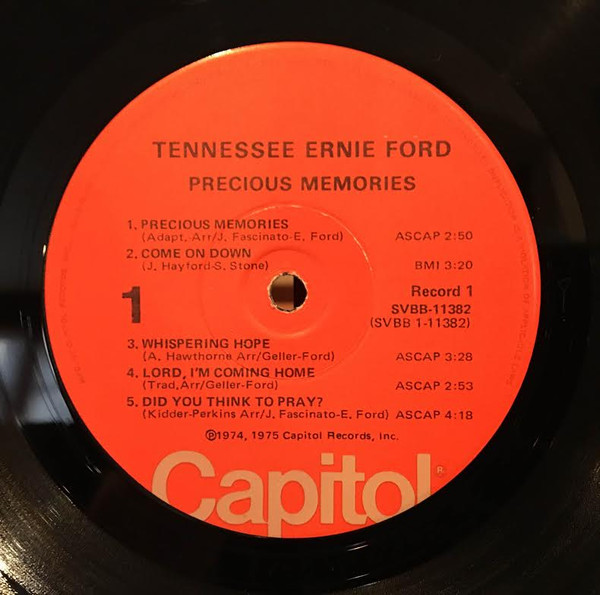 TENNESSEE ERNIE FORD
PRECIOUS MEMORIES
1. PRECIOUS MEMORIES
(Adapt. Arr/J. Fascinato-E. Ford) ASCAP 2:50
2. COME ON DOWN
(J. Hayford-S. Stone) BMI 3:20
1
Record 1
SVBB-11382
(SVBB 1-11382)
3. WHISPERING HOPE
(A. Hawthorne Arr/Geller-Ford) ASCAP 3:28
4. LORD, I'M COMING HOME
(Trad. Arr/Geller-Ford) ASCAP 2:53
5. DID YOU THINK TO PRAY?
(Kidder-Perkins Arr/J. Fascinato-E. Ford) ASCAP 4:18
℗1974, 1975 Capitol Records, Inc.
Capitol®